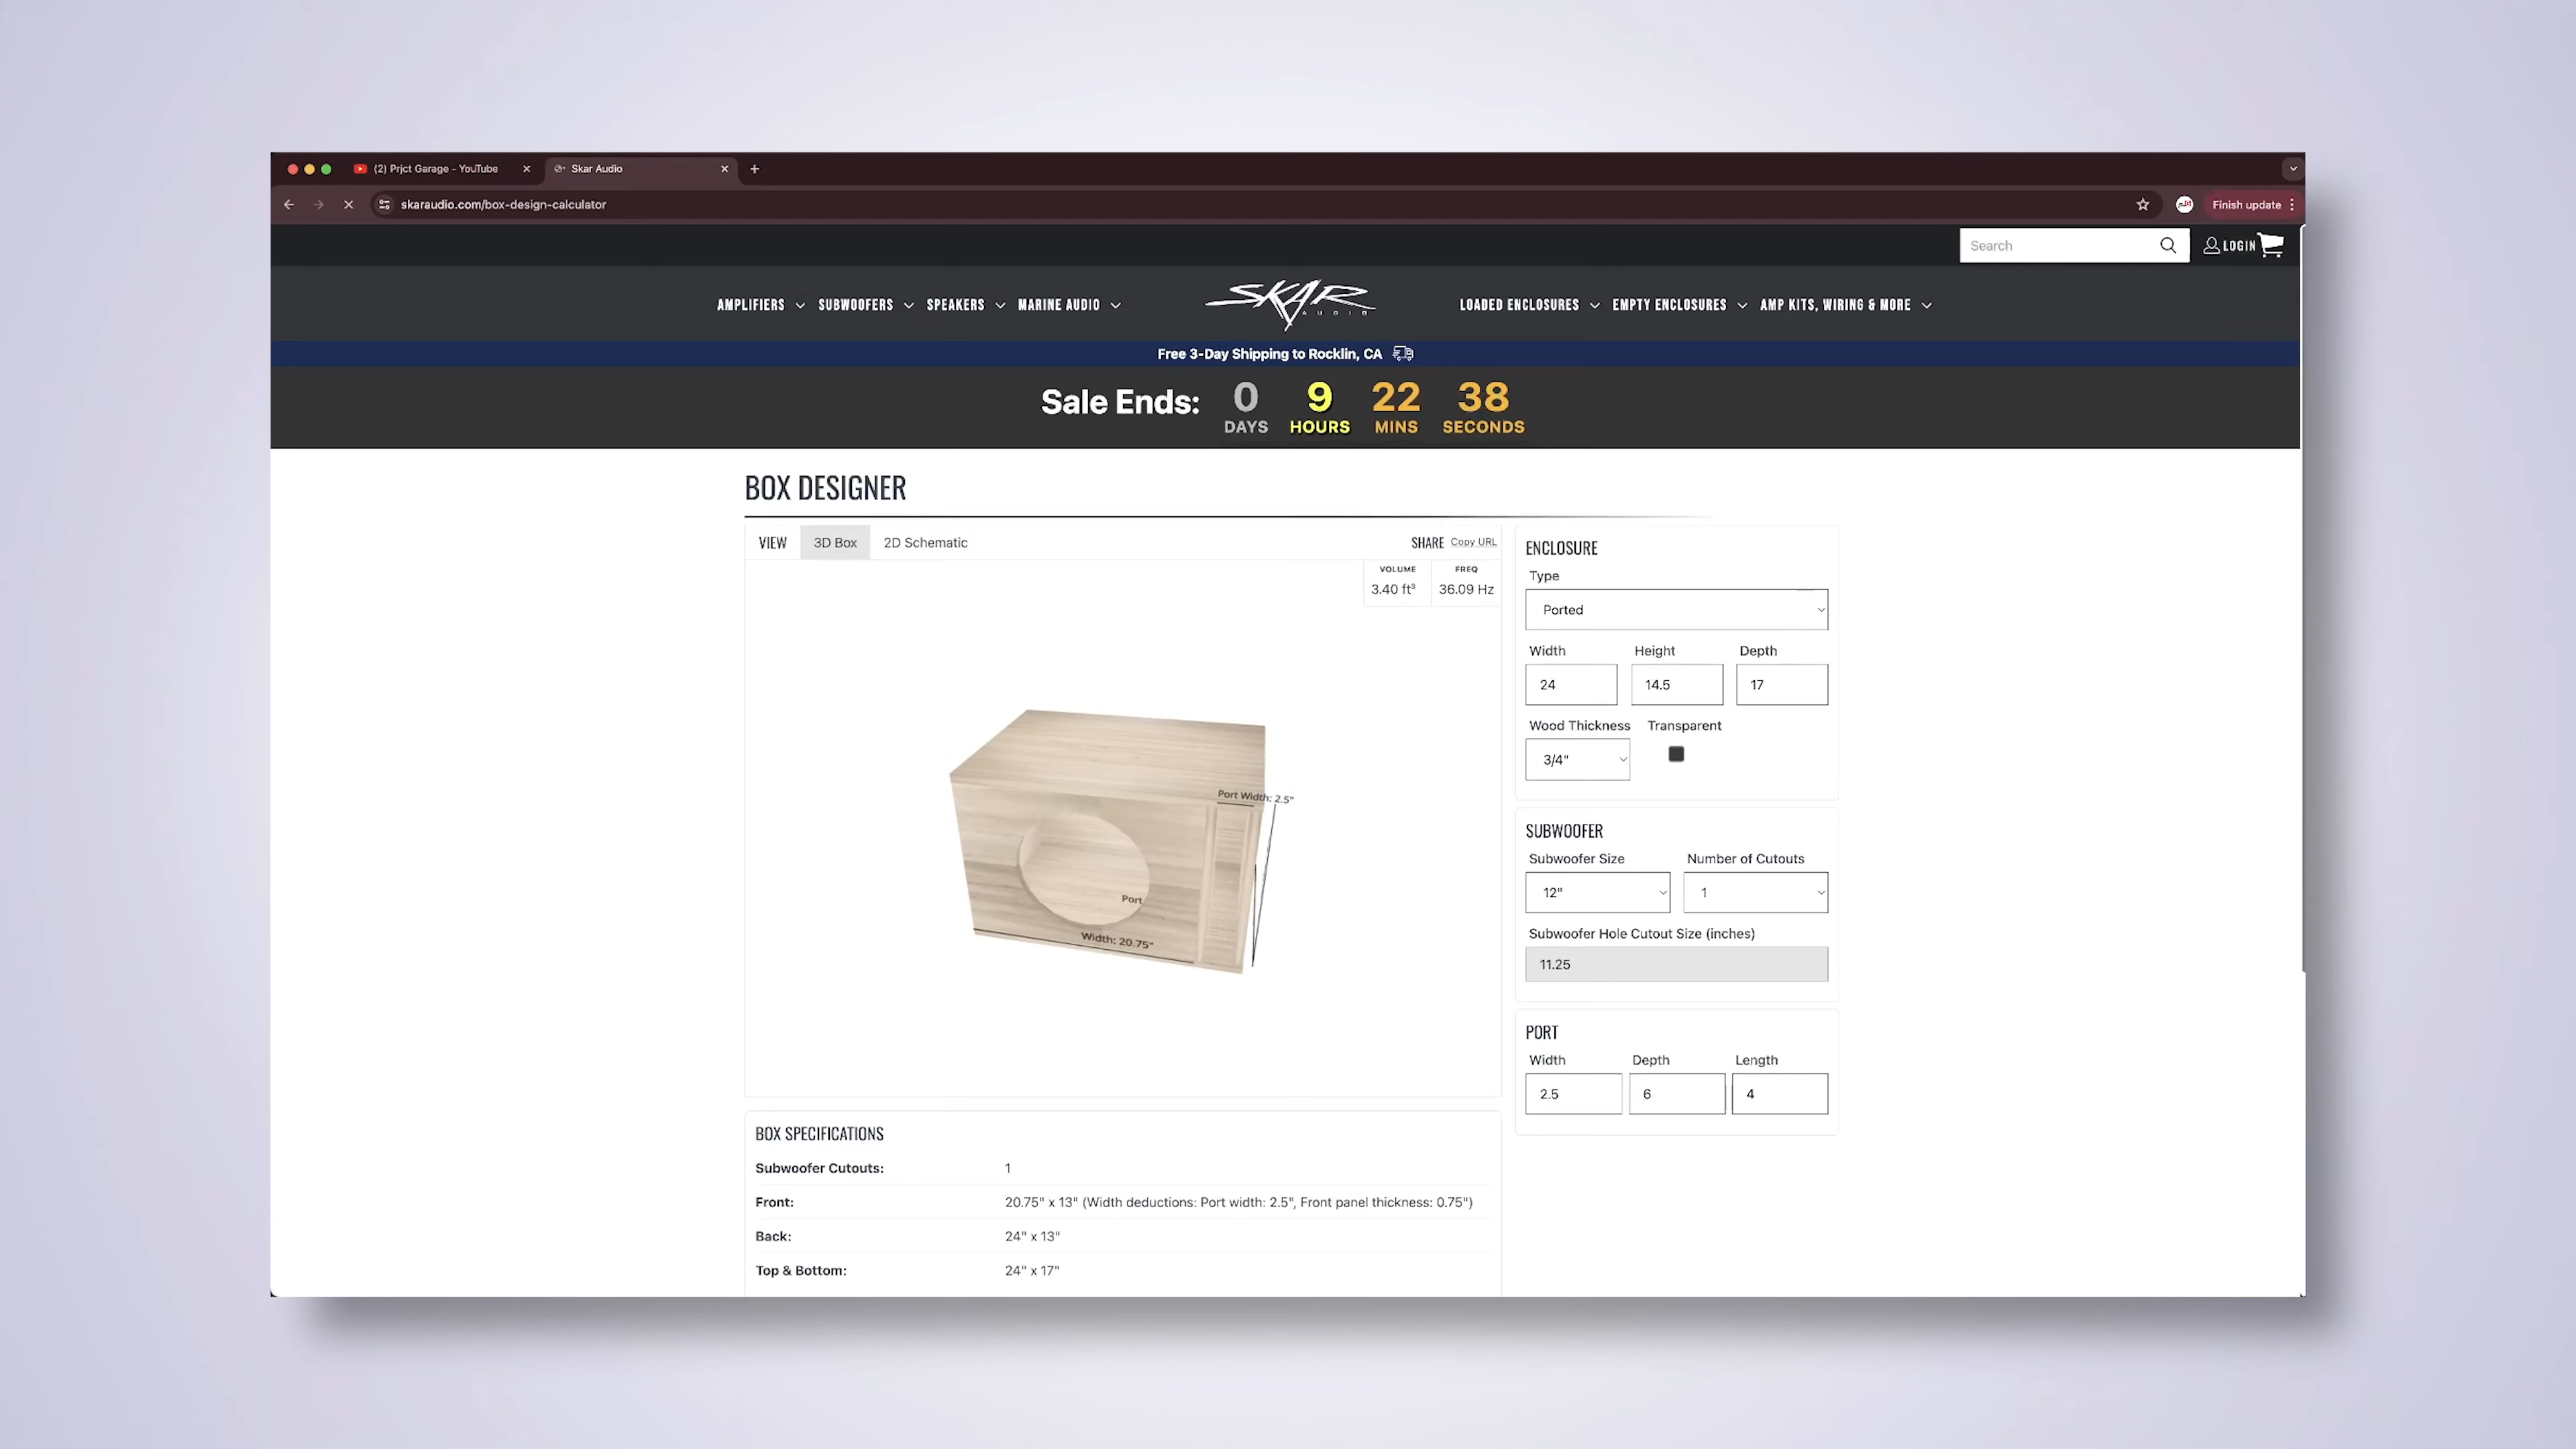 (2) Prjct Garage - YouTube
Skar Audio
skaraudio.com/box-design-calculator
Finish update
Search
LOGIN
AMPLIFIERS SUBWOOFERS SPEAKERS MARINE AUDIO
SKAR
AUDIO
LOADED ENCLOSURES EMPTY ENCLOSURES AMP KITS, WIRING & MORE
Free 3-Day Shipping to Rocklin, CA
Sale Ends: 0 9 22 38
DAYS HOURS MINS SECONDS
BOX DESIGNER
VIEW 3D Box 2D Schematic
SHARE Copy URL
VOLUME FREQ
3.40 ft³ 36.09 Hz
Port Width: 2.5"
Port
Width: 20.75"
ENCLOSURE
Type
Ported
Width Height Depth
24 14.5 17
Wood Thickness Transparent
3/4"
SUBWOOFER
Subwoofer Size Number of Cutouts
12" 1
Subwoofer Hole Cutout Size (inches)
11.25
PORT
Width Depth Length
2.5 6 4
BOX SPECIFICATIONS
Subwoofer Cutouts: 1
Front: 20.75" x 13" (Width deductions: Port width: 2.5", Front panel thickness: 0.75")
Back: 24" x 13"
Top & Bottom: 24" x 17"